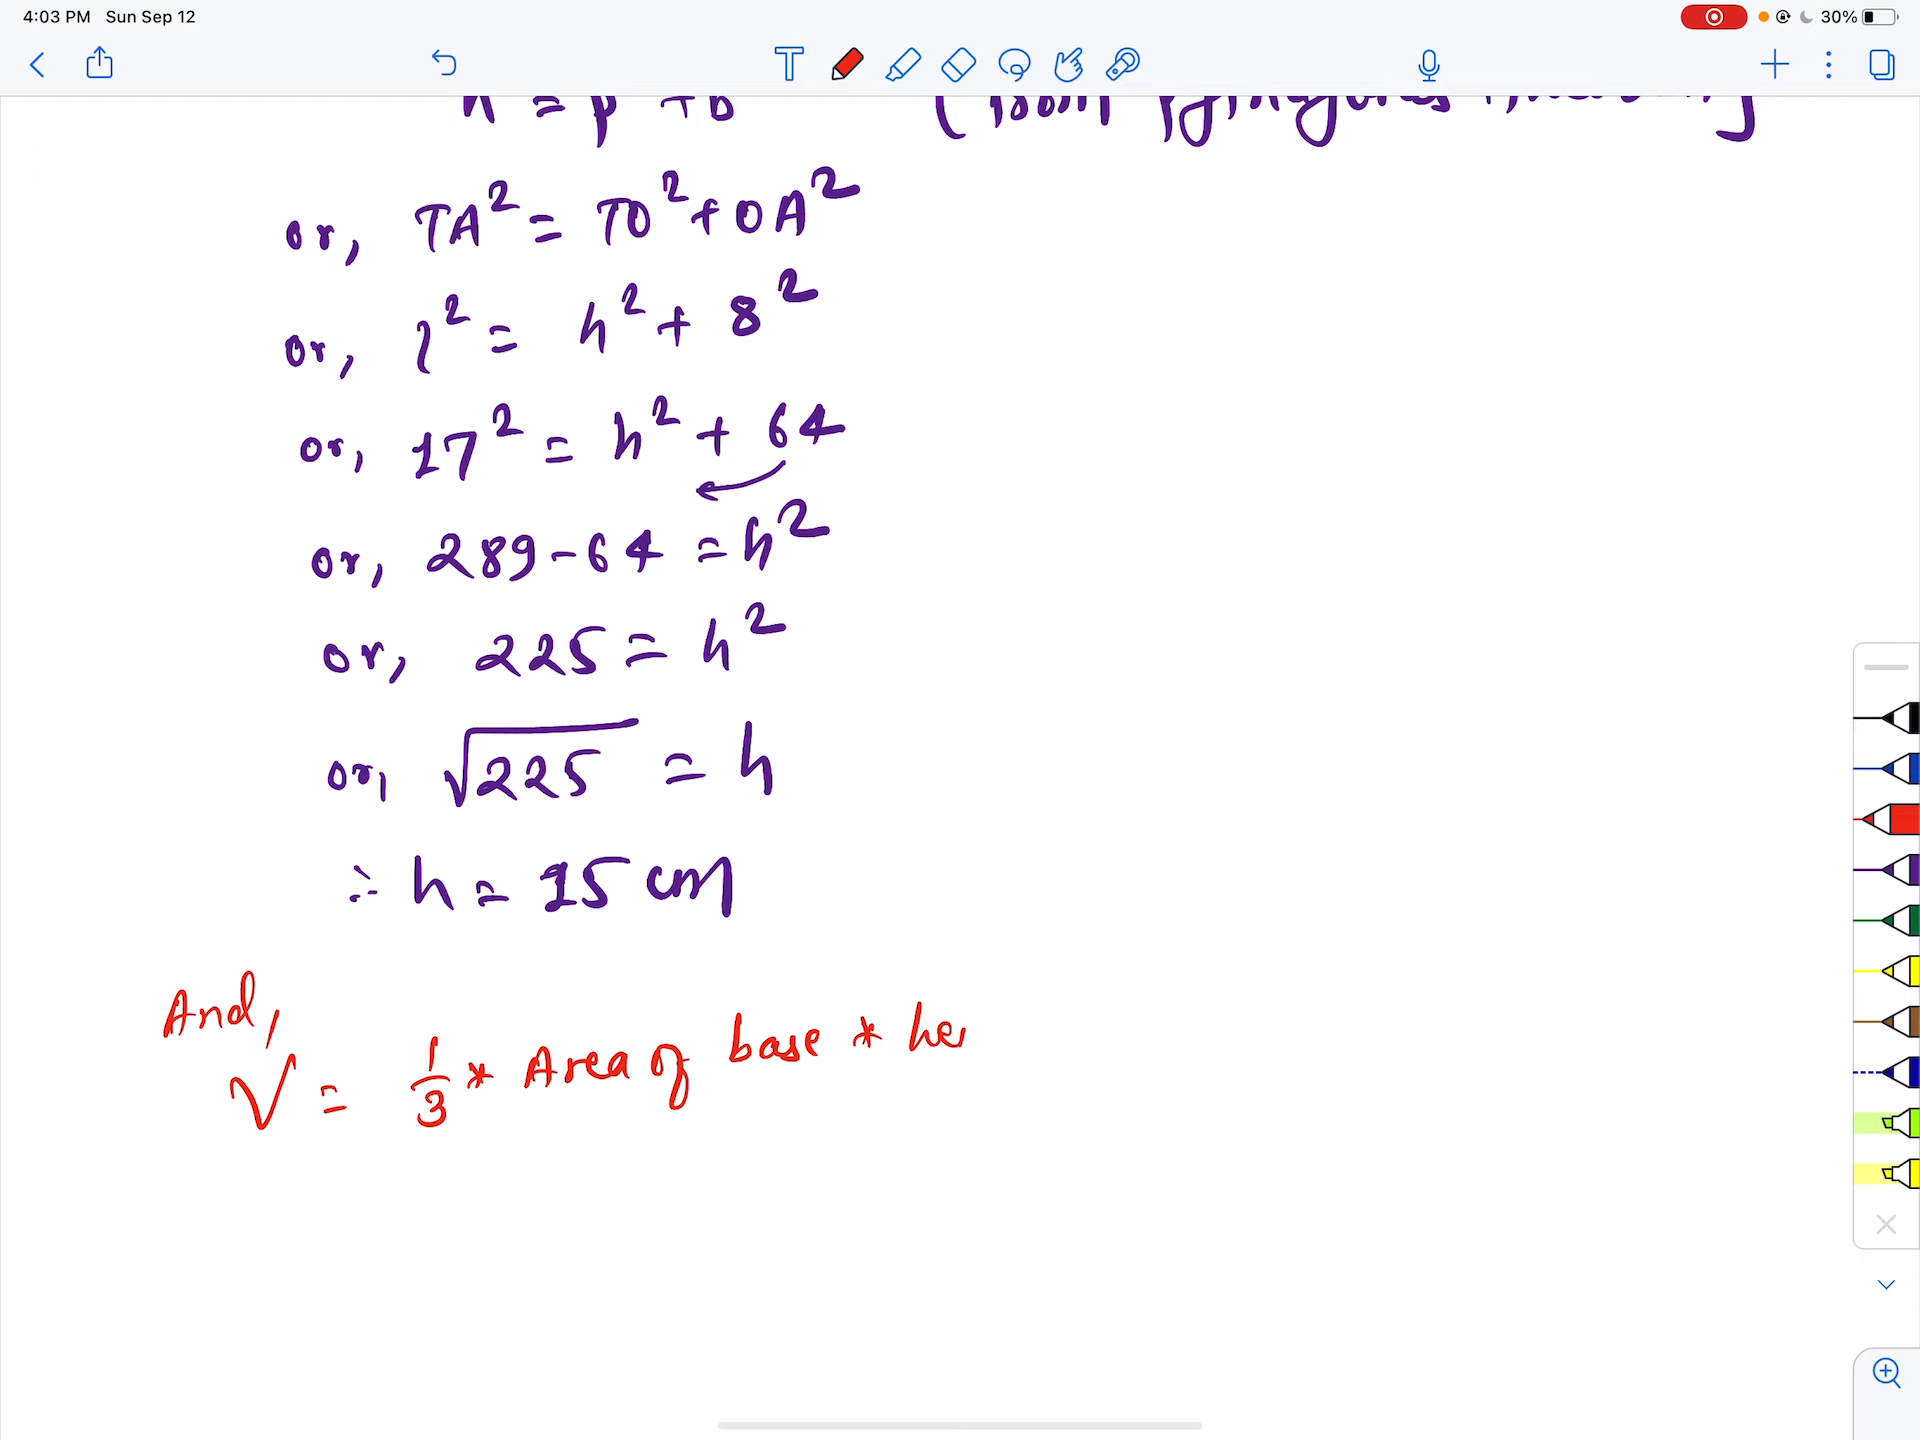 4:03 PM Sun Sep 12
30%
or, TA² = TO² + OA²
or, l² = h² + 8²
or, 17² = h² + 64
or, 289 - 64 = h²
or, 225 = h²
or, √225 = h
∴ h = 15 cm
And,
V = 1/3 * Area of base * he